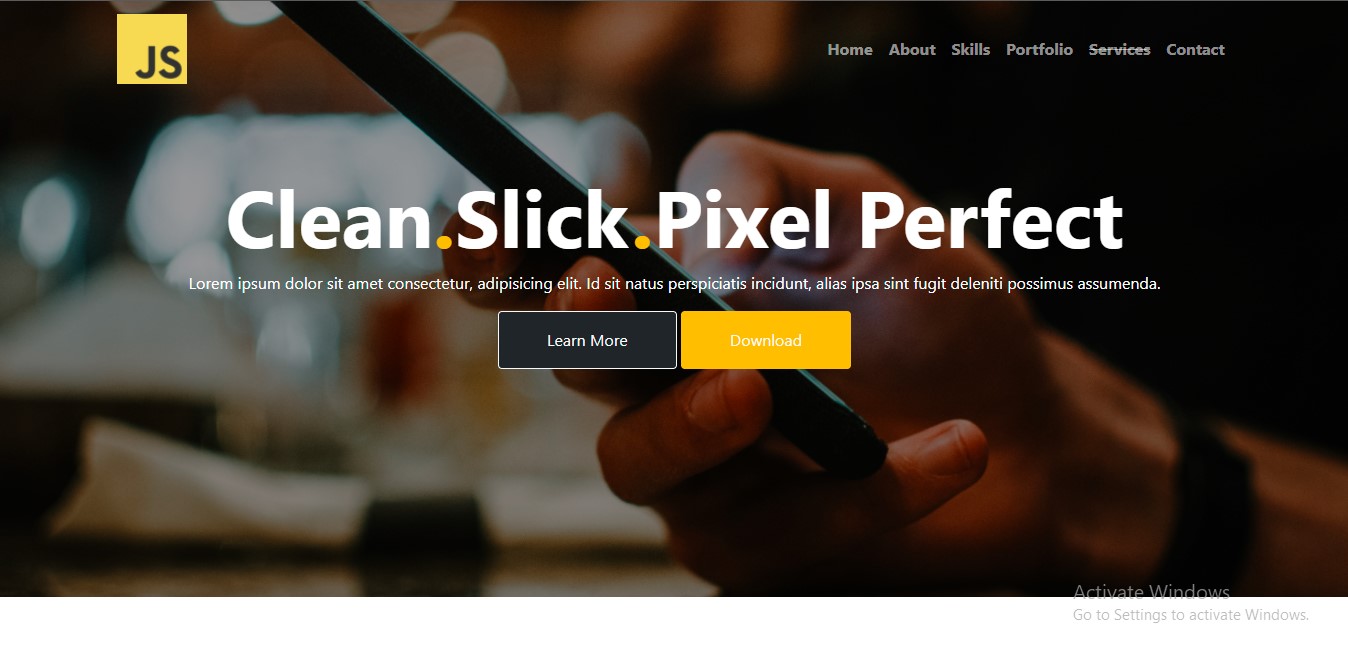 JS
Home About Skills Portfolio Services Contact
Clean.Slick.Pixel Perfect
Lorem ipsum dolor sit amet consectetur, adipisicing elit. Id sit natus perspiciatis incidunt, alias ipsa sint fugit deleniti possimus assumenda.
Learn More Download
Activate Windows
Go to Settings to activate Windows.